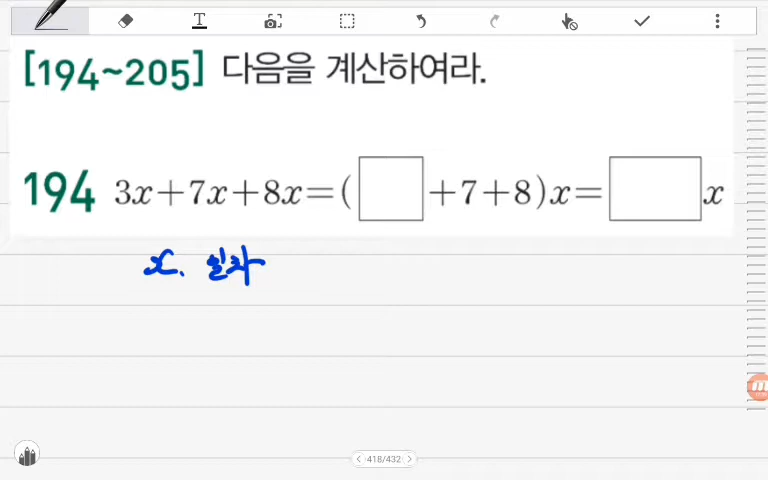 [194~205] 다음을 계산하여라.
194 3x+7x+8x=(□+7+8)x=□x
x. 일차
418/432